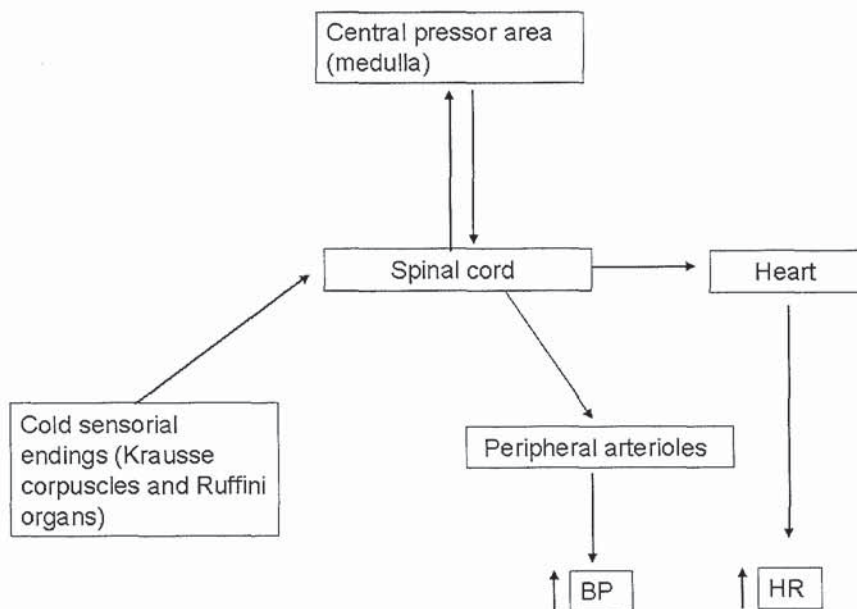 Central pressor area
(medulla)
Spinal cord
Heart
Cold sensorial
endings (Krausse
corpuscles and Ruffini
organs)
Peripheral arterioles
BP
HR